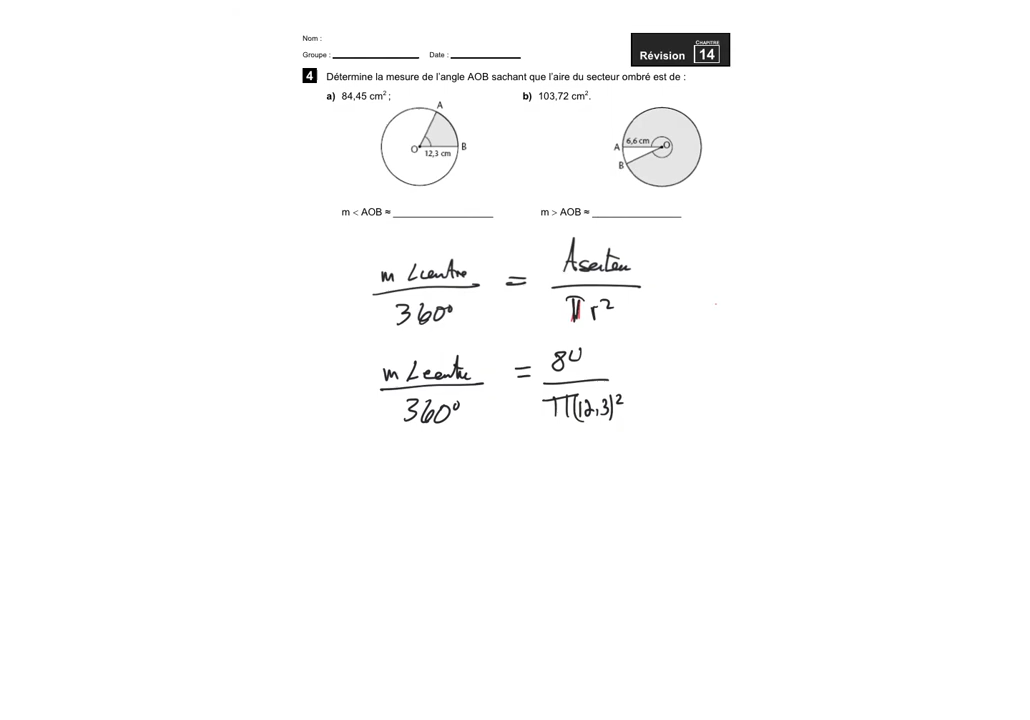 Nom :
Groupe : Date :
Révision CHAPITRE 14
4 Détermine la mesure de l'angle AOB sachant que l'aire du secteur ombré est de :
a) 84,45 cm² ; b) 103,72 cm².
A
O B
12,3 cm
6,6 cm
A O
B
m < AOB ≈ m > AOB ≈
m ∠centre = Asecteur
360° πr²
m ∠centre = 84
360° π(12,3)²